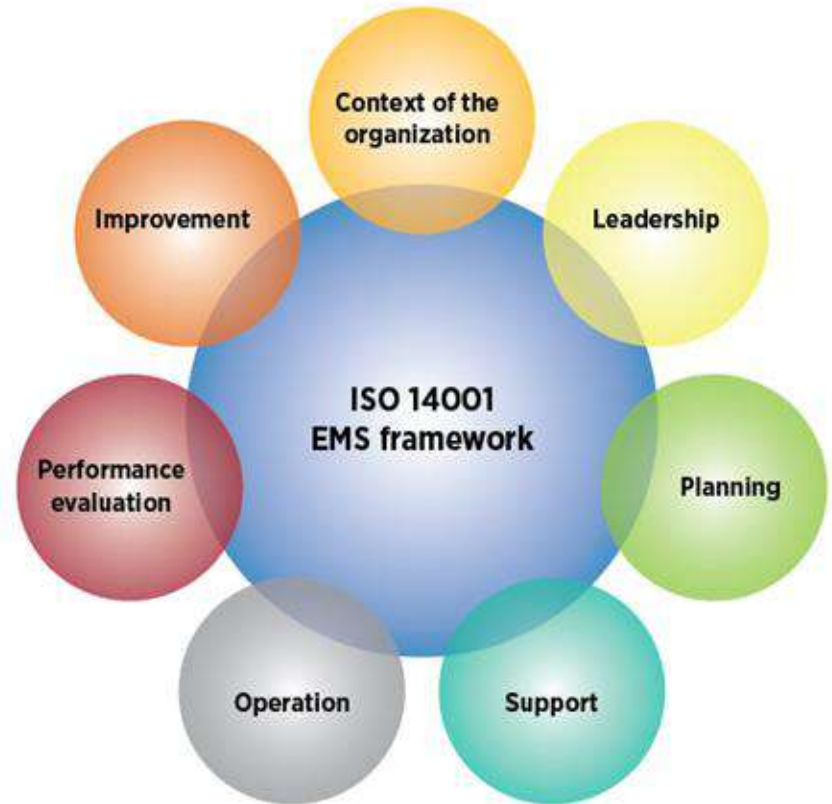 Context of the
organization
Improvement
Leadership
ISO 14001
EMS framework
Performance
evaluation
Planning
Operation
Support